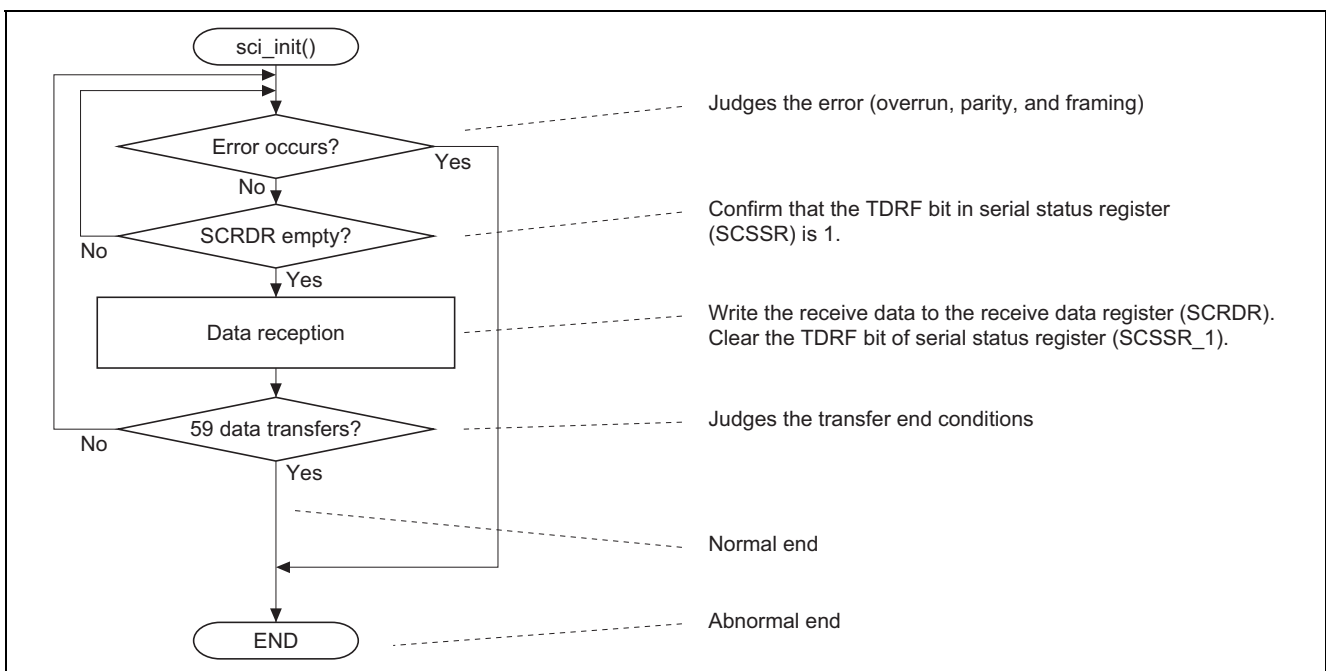 sci_init()
Judges the error (overrun, parity, and framing)
Error occurs?
Yes
No
Confirm that the TDRF bit in serial status register
(SCSSR) is 1.
SCRDR empty?
No
Yes
Write the receive data to the receive data register (SCRDR).
Data reception
Clear the TDRF bit of serial status register (SCSSR_1).
59 data transfers?
Judges the transfer end conditions
No
Yes
Normal end
END
Abnormal end